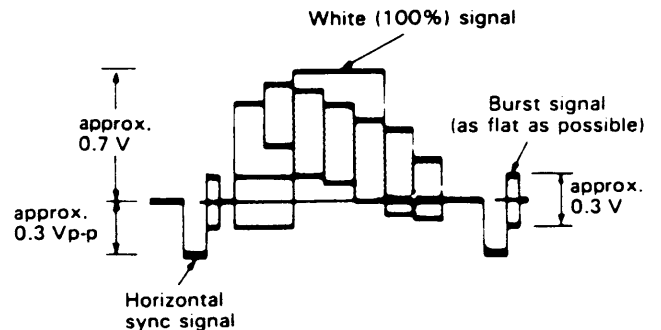 White (100%) signal
Burst signal
(as flat as possible)
approx.
0.7 V
approx.
0.3 V
approx.
0.3 Vp-p
Horizontal
sync signal